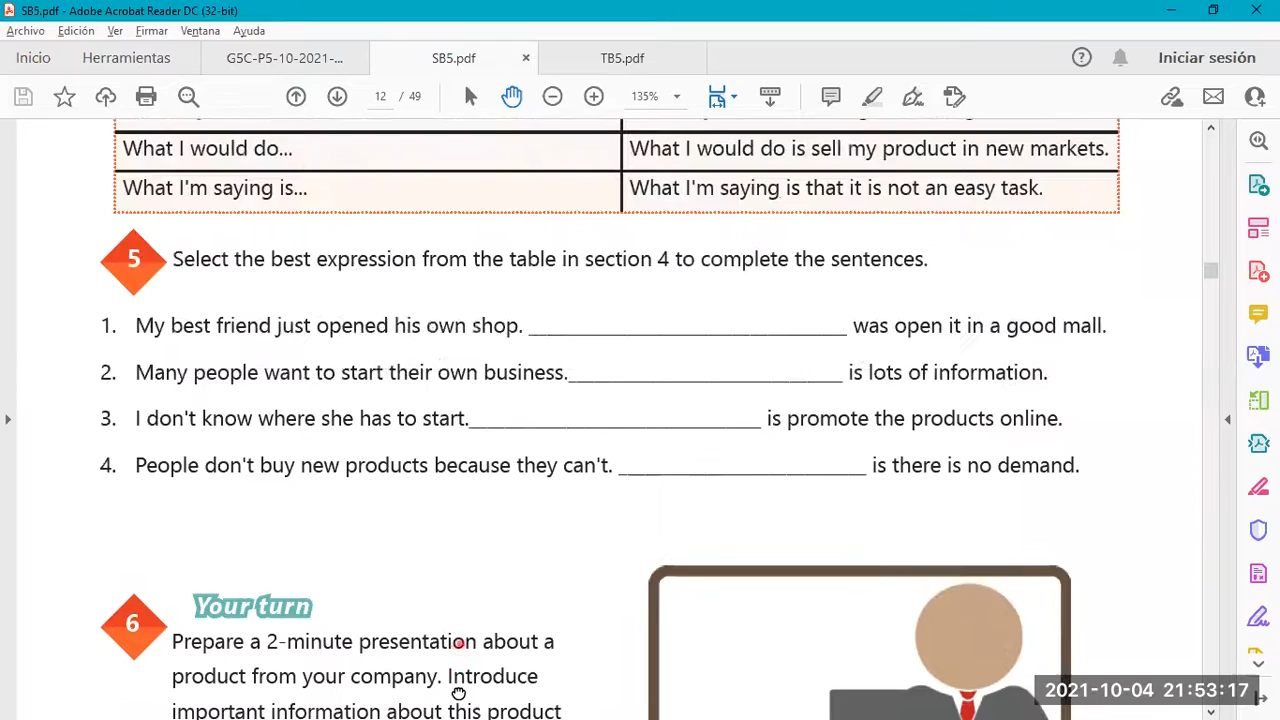 SB5.pdf - Adobe Acrobat Reader DC (32-bit)
Archivo Edición Ver Firmar Ventana Ayuda
Inicio Herramientas G5C-P5-10-2021-... SB5.pdf TB5.pdf Iniciar sesión
12 / 49 135%
What I would do... What I would do is sell my product in new markets.
What I'm saying is... What I'm saying is that it is not an easy task.
5 Select the best expression from the table in section 4 to complete the sentences.
1. My best friend just opened his own shop. ____________________________ was open it in a good mall.
2. Many people want to start their own business.________________________ is lots of information.
3. I don't know where she has to start.__________________________ is promote the products online.
4. People don't buy new products because they can't. ______________________ is there is no demand.
Your turn
6 Prepare a 2-minute presentation about a
product from your company. Introduce
important information about this product
2021-10-04 21:53:17